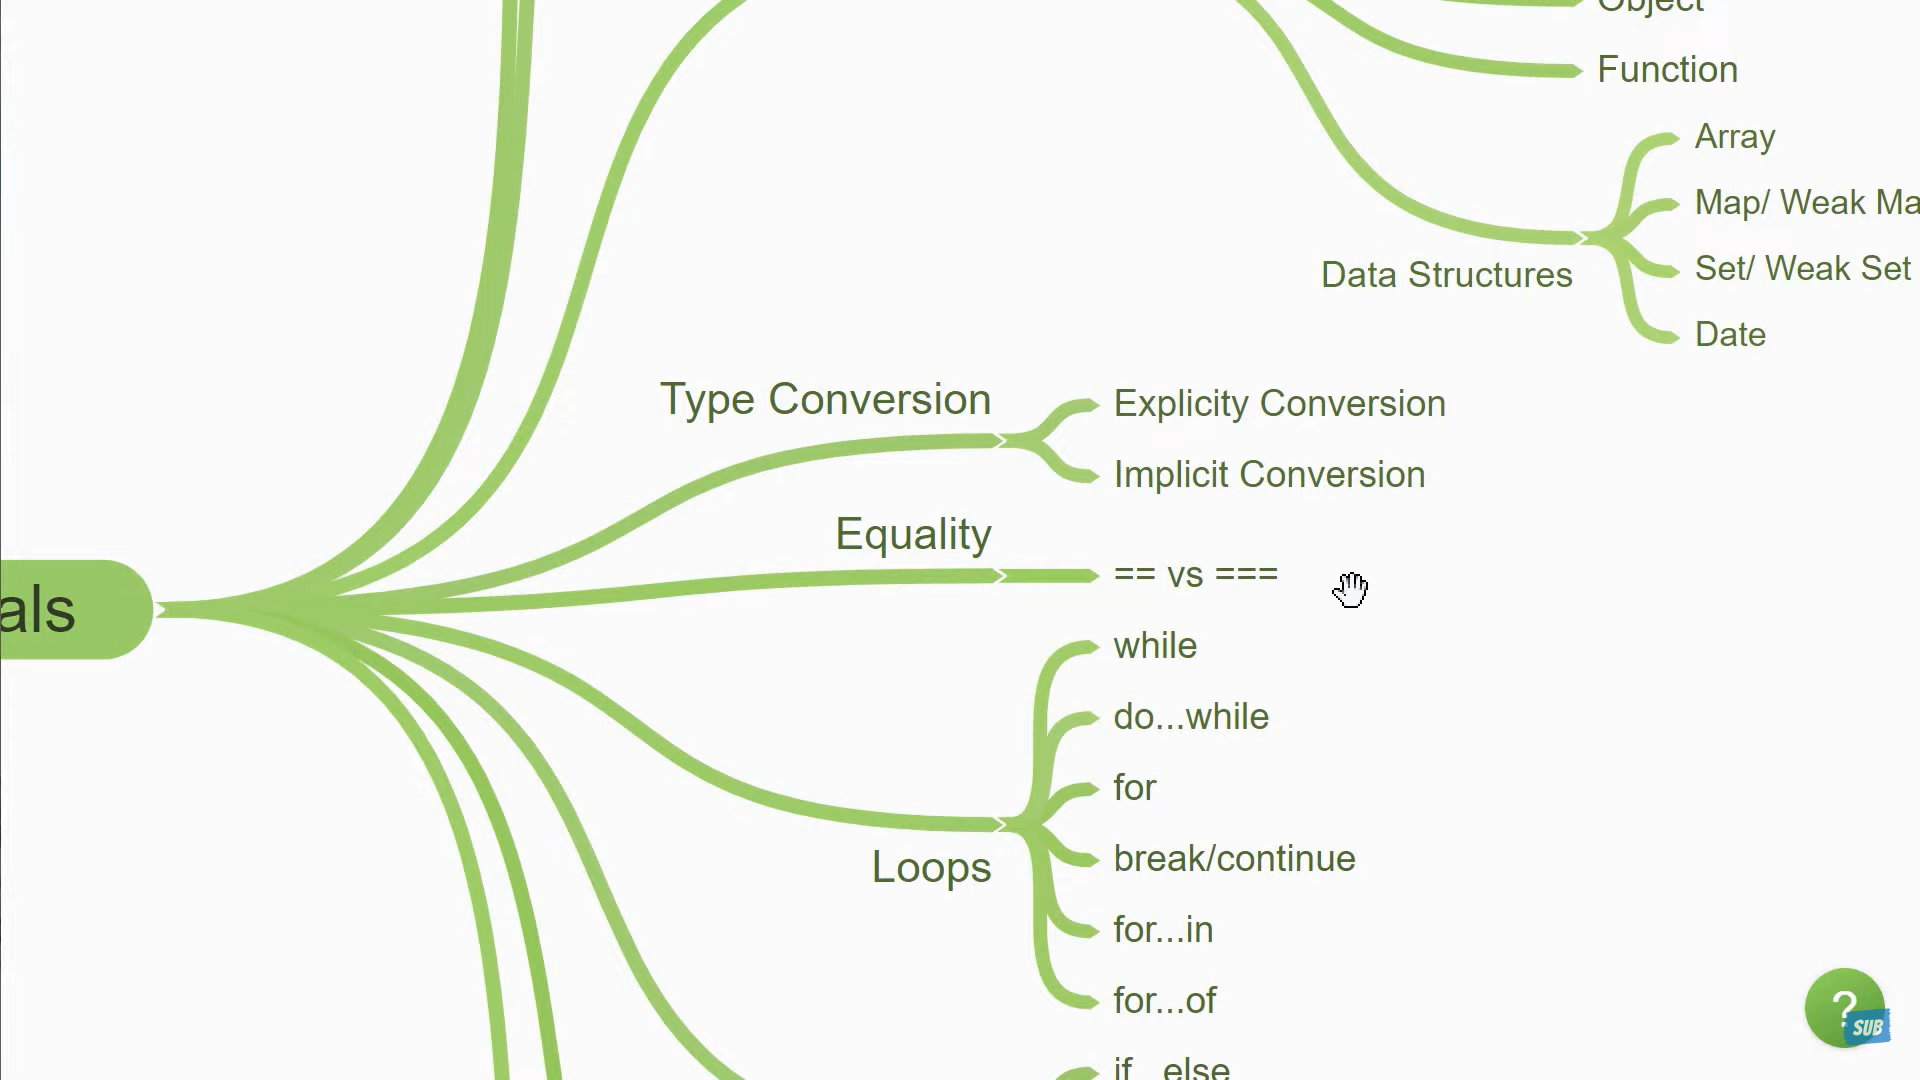 Object
Function
Array
Map/ Weak Ma
Set/ Weak Set
Data Structures
Date
Type Conversion
Explicity Conversion
Implicit Conversion
Equality
== vs ===
als
while
do...while
for
break/continue
Loops
for...in
for...of
if...else
?
SUB